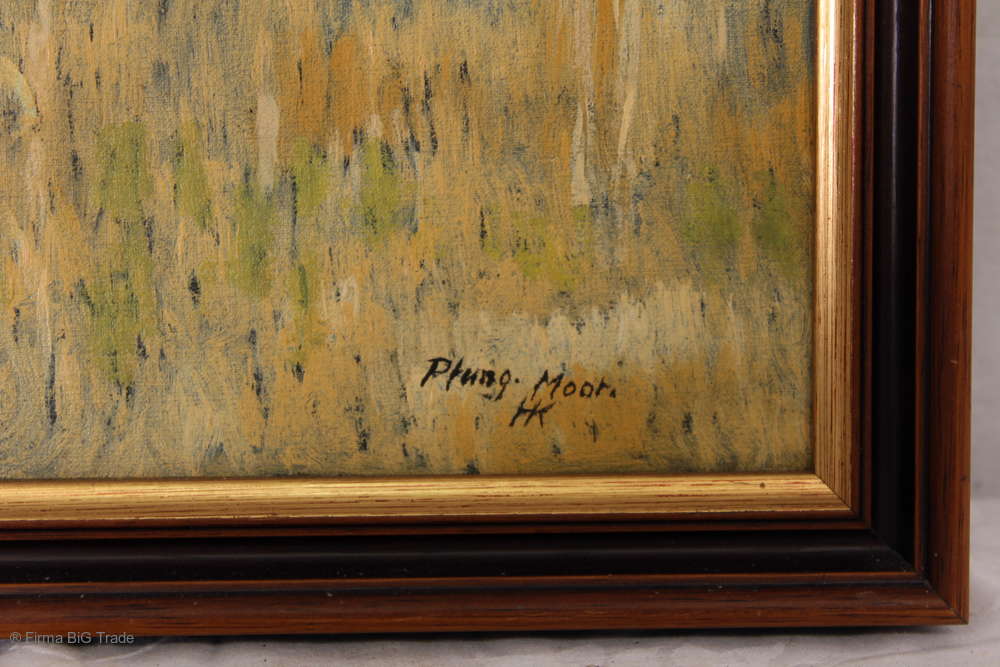 Pfung. Moor.
HK
® Firma BiG Trade